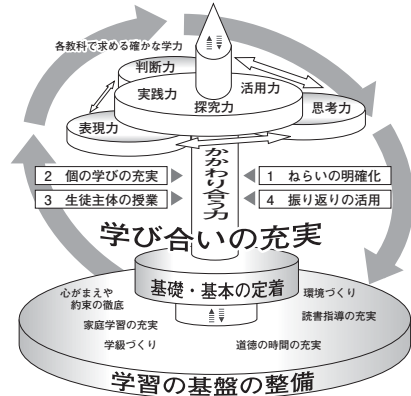 各教科で求める確かな学力
判断力
実践力
活用力
探究力
思考力
表現力
かかわり合う力
2 個の学びの充実
1 ねらいの明確化
3 生徒主体の授業
4 振り返りの活用
学び合いの充実
基礎・基本の定着
心がまえや
約束の徹底
環境づくり
家庭学習の充実
読書指導の充実
学級づくり
道徳の時間の充実
学習の基盤の整備